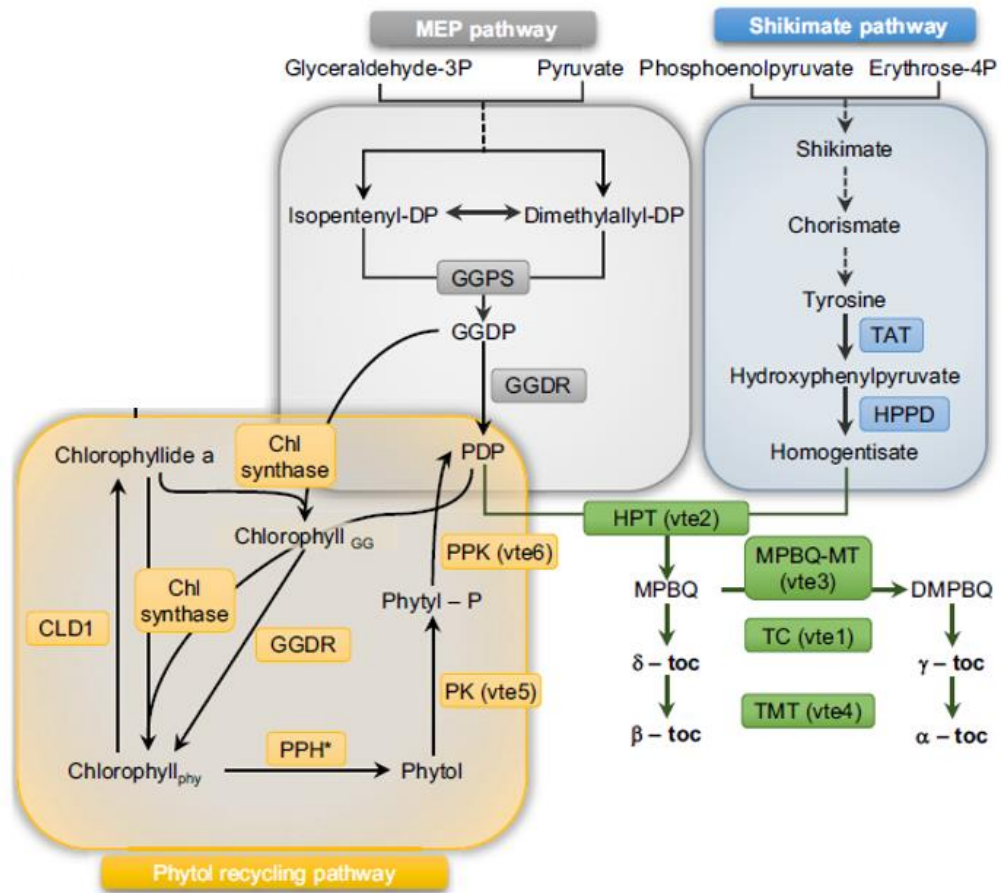 MEP pathway
Shikimate pathway
Glyceraldehyde-3P
Pyruvate
Phosphoenolpyruvate
Erythrose-4P
Shikimate
Isopentenyl-DP
Dimethylallyl-DP
Chorismate
GGPS
Tyrosine
GGDP
TAT
GGDR
Hydroxyphenylpyruvate
HPPD
Chlorophyllide a
Chl
synthase
PDP
Homogentisate
HPT (vte2)
Chlorophyll GG
PPK (vte6)
MPBQ-MT
(vte3)
Chl
synthase
Phytyl – P
MPBQ
DMPBQ
CLD1
GGDR
TC (vte1)
δ – toc
γ – toc
PK (vte5)
TMT (vte4)
β – toc
α – toc
PPH*
Chlorophyllphy
Phytol
Phytol recycling pathway